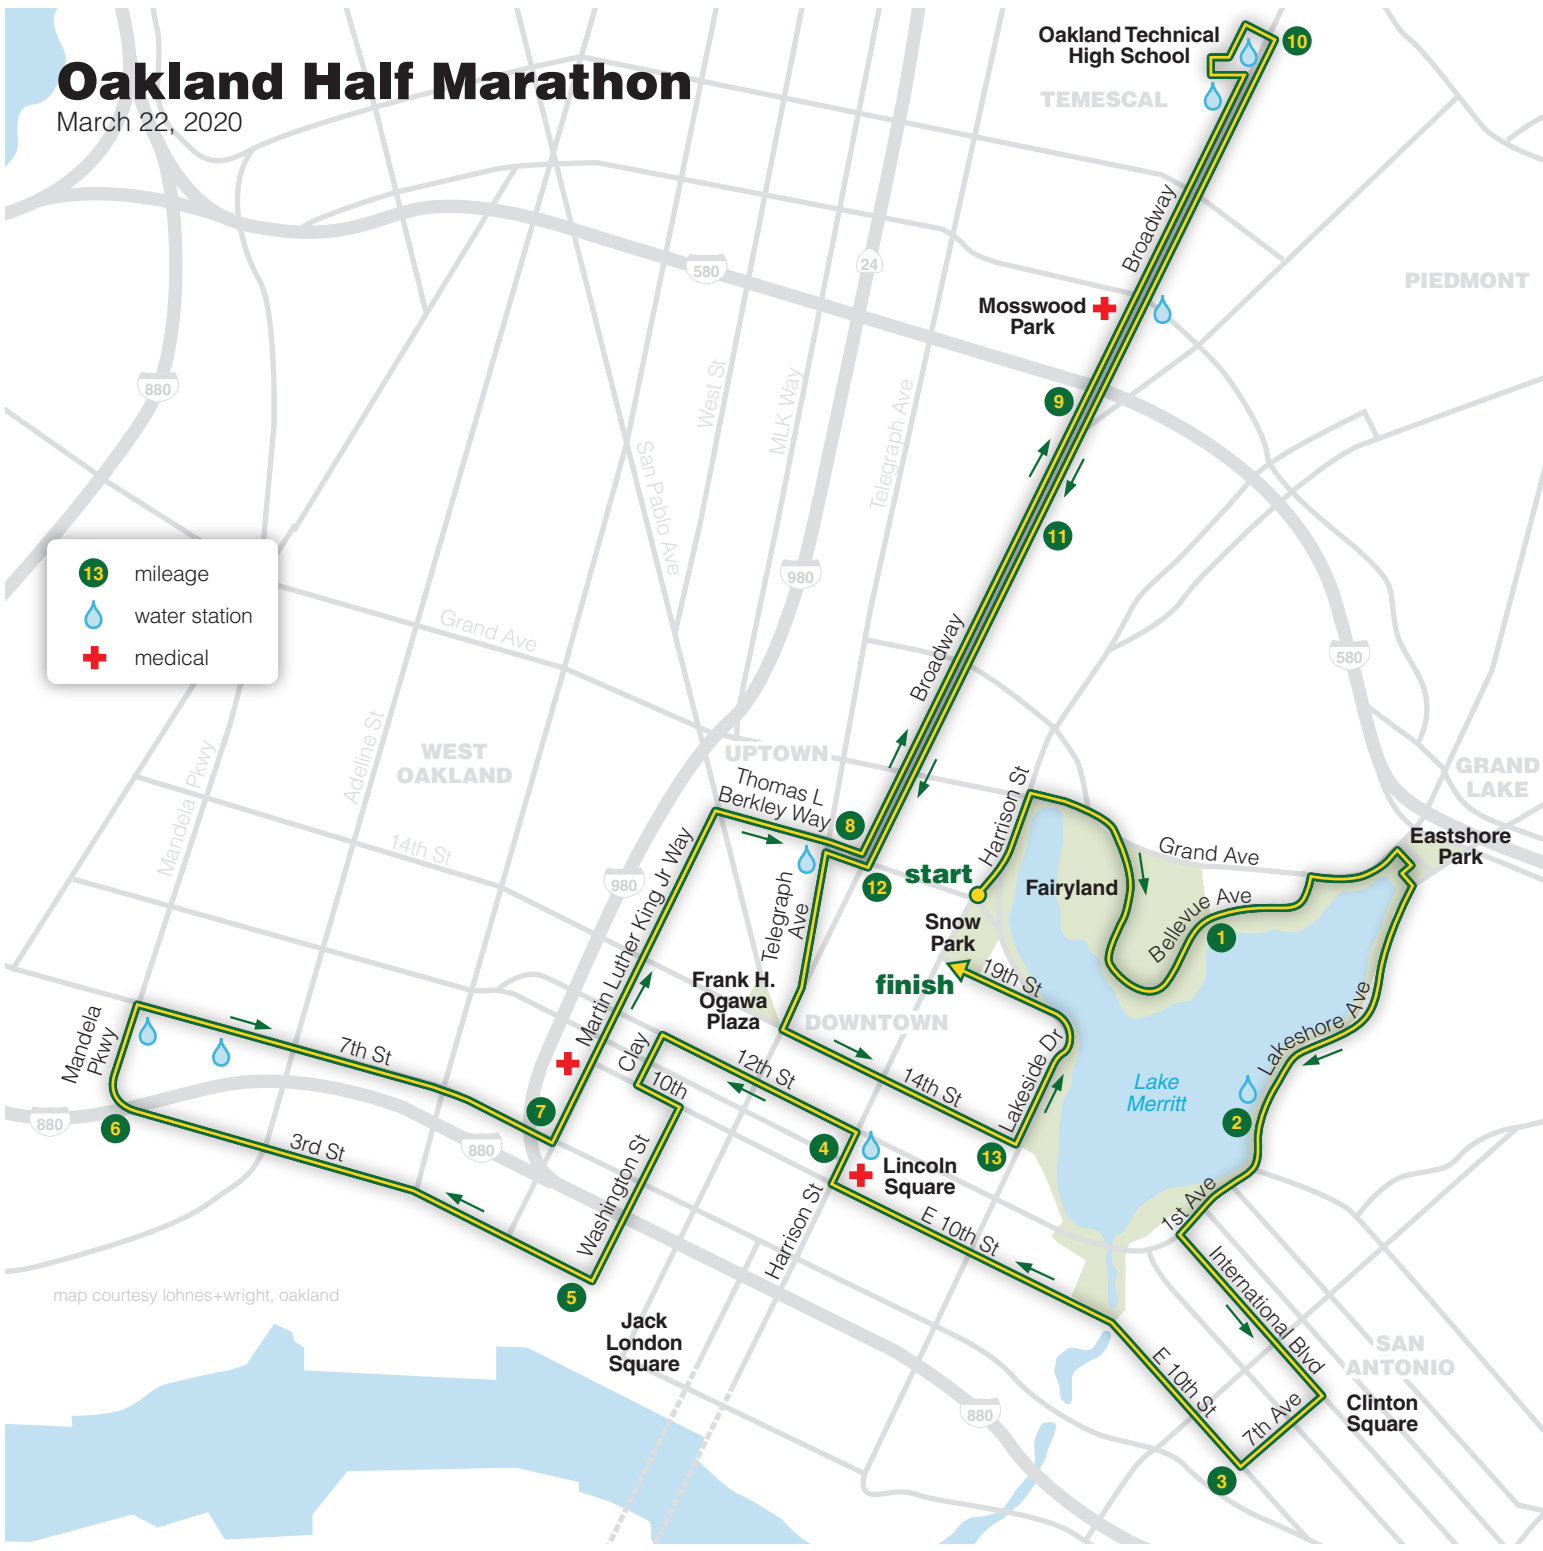 Oakland Half Marathon
March 22, 2020
Oakland Technical
High School
10
TEMESCAL
Broadway
PIEDMONT
580
24
Mosswood
Park
880
9
West St
MLK Way
Telegraph Ave
San Pablo Ave
11
13 mileage
water station
medical
980
Grand Ave
Broadway
580
WEST
OAKLAND
Adeline St
Mandela Pkwy
UPTOWN
GRAND
LAKE
Thomas L
Berkley Way
8
Harrison St
14th St
Grand Ave
Eastshore
Park
980
12
start
Fairyland
Martin Luther King Jr Way
Telegraph
Ave
Snow
Park
Bellevue Ave
1
Frank H.
Ogawa
Plaza
finish
19th St
DOWNTOWN
Lakeshore Ave
Mandela
Pkwy
7th St
Clay
10th
12th St
14th St
Lakeside Dr
Lake
Merritt
2
880
6
7
880
3rd St
4
Lincoln
Square
13
Washington St
Harrison St
E 10th St
1st Ave
International Blvd
map courtesy lohnes+wright, oakland
5
Jack
London
Square
SAN
ANTONIO
E 10th St
7th Ave
Clinton
Square
880
3